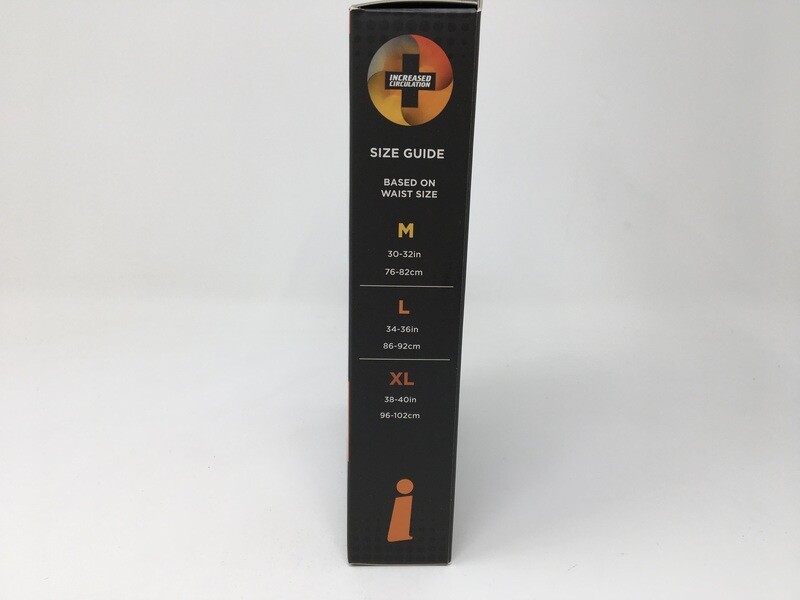 INCREASED
CIRCULATION
SIZE GUIDE
BASED ON
WAIST SIZE
M
30-32in
76-82cm
L
34-36in
86-92cm
XL
38-40in
96-102cm
i